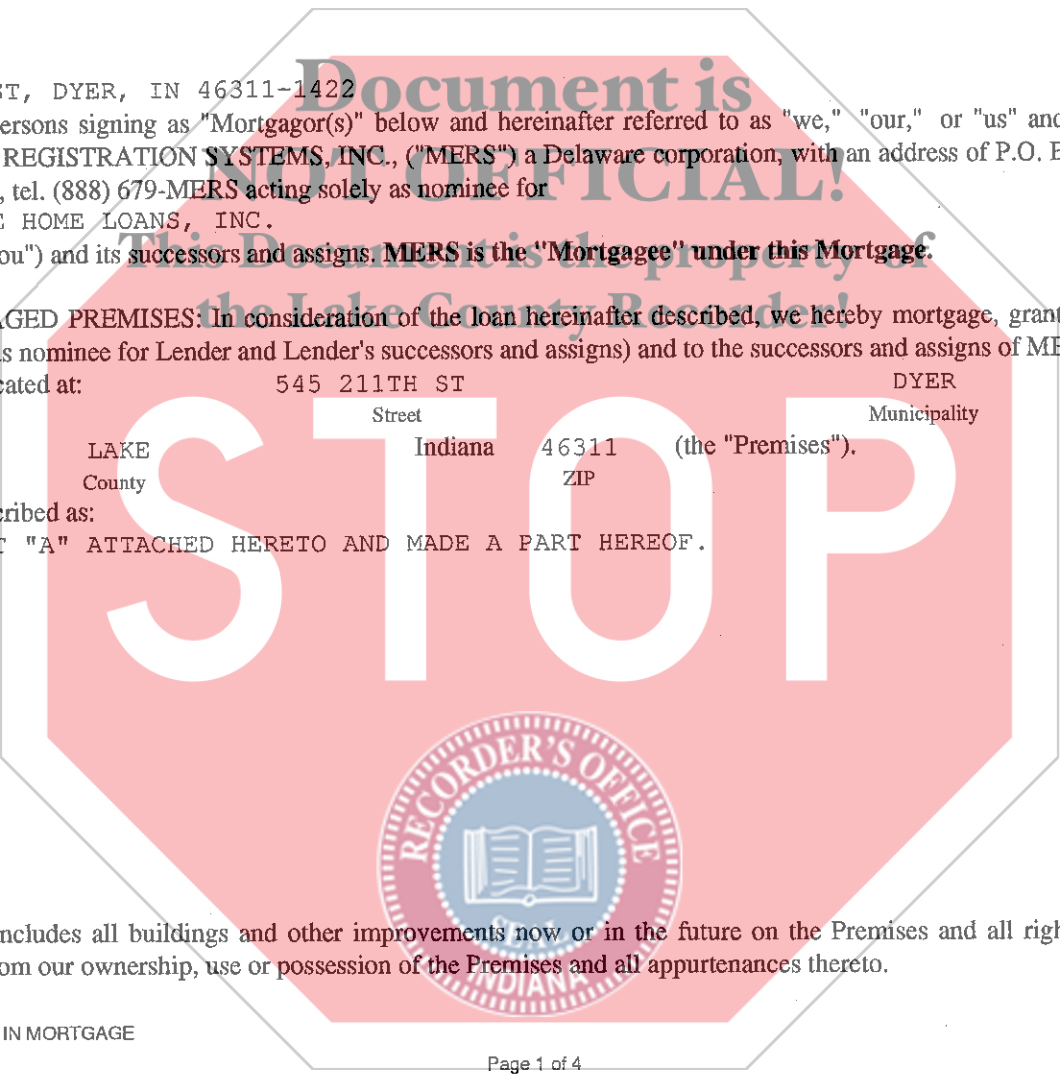 Document is
ST, DYER, IN 46311-1422
ersons signing as "Mortgagor(s)" below and hereinafter referred to as "we," "our," or "us" and
REGISTRATION SYSTEMS, INC., ("MERS") a Delaware corporation, with an address of P.O. B
NOT OFFICIAL!
, tel. (888) 679-MERS acting solely as nominee for
E HOME LOANS, INC.
This Document is the property of
ou") and its successors and assigns. MERS is the "Mortgagee" under this Mortgage.
the Lake County Recorder!
AGED PREMISES: In consideration of the loan hereinafter described, we hereby mortgage, grant
s nominee for Lender and Lender's successors and assigns) and to the successors and assigns of ME
cated at: 545 211TH ST DYER
Street Municipality
LAKE Indiana 46311 (the "Premises").
County ZIP
STOP
cribed as:
T "A" ATTACHED HERETO AND MADE A PART HEREOF.
RECORDER'S OFFICE
SEAL
INDIANA
ncludes all buildings and other improvements now or in the future on the Premises and all righ
om our ownership, use or possession of the Premises and all appurtenances thereto.
IN MORTGAGE
Page 1 of 4